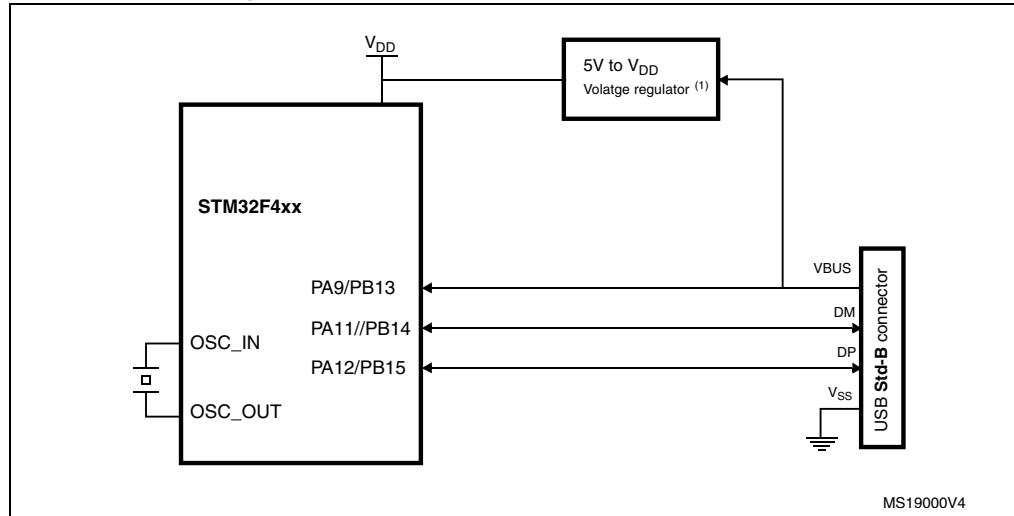 V_DD
5V to V_DD
Volatge regulator (1)
STM32F4xx
VBUS
PA9/PB13
DM
PA11//PB14
OSC_IN
DP
PA12/PB15
V_SS
OSC_OUT
USB Std-B connector
MS19000V4